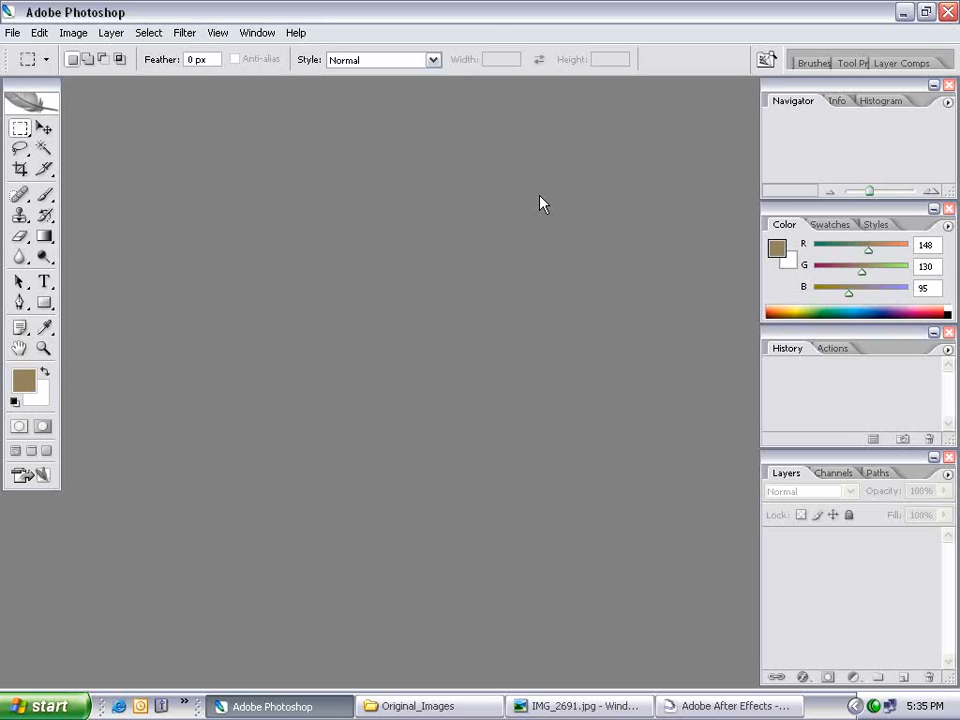 Adobe Photoshop
File Edit Image Layer Select Filter View Window Help
Feather: 0 px Anti-alias Style: Normal Width: Height: Brushes Tool Pr Layer Comps
Navigator Info Histogram
Color Swatches Styles
R 148
G 130
B 95
T
History Actions
Layers Channels Paths
Normal Opacity: 100%
Lock: Fill: 100%
start Adobe Photoshop Original_Images IMG_2691.jpg - Wind... Adobe After Effects - ... 5:35 PM